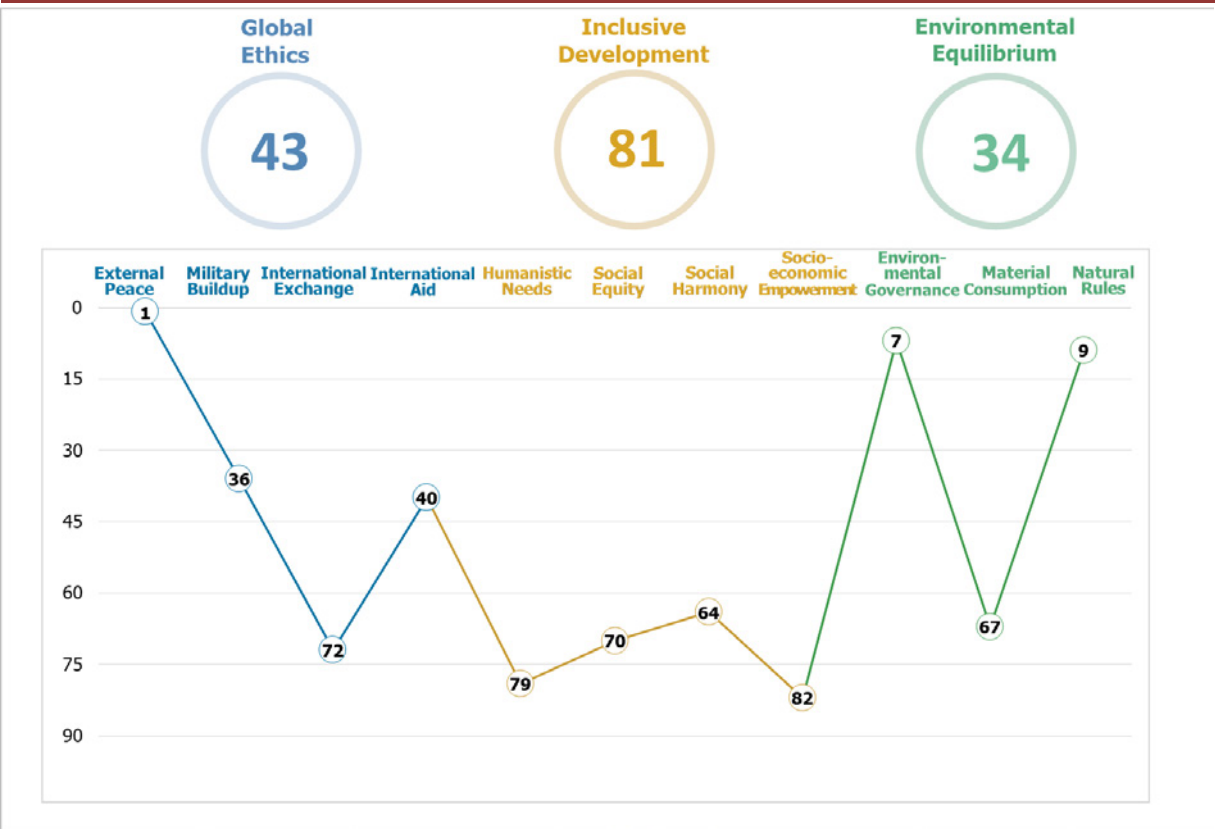 Global
Ethics
43
Inclusive
Development
81
Environmental
Equilibrium
34
External
Peace
Military
Buildup
International
Exchange
International
Aid
Humanistic
Needs
Social
Equity
Social
Harmony
Socio-
economic
Empowerment
Environ-
mental
Governance
Material
Consumption
Natural
Rules
0
15
30
45
60
75
90
1
36
72
40
79
70
64
82
7
67
9